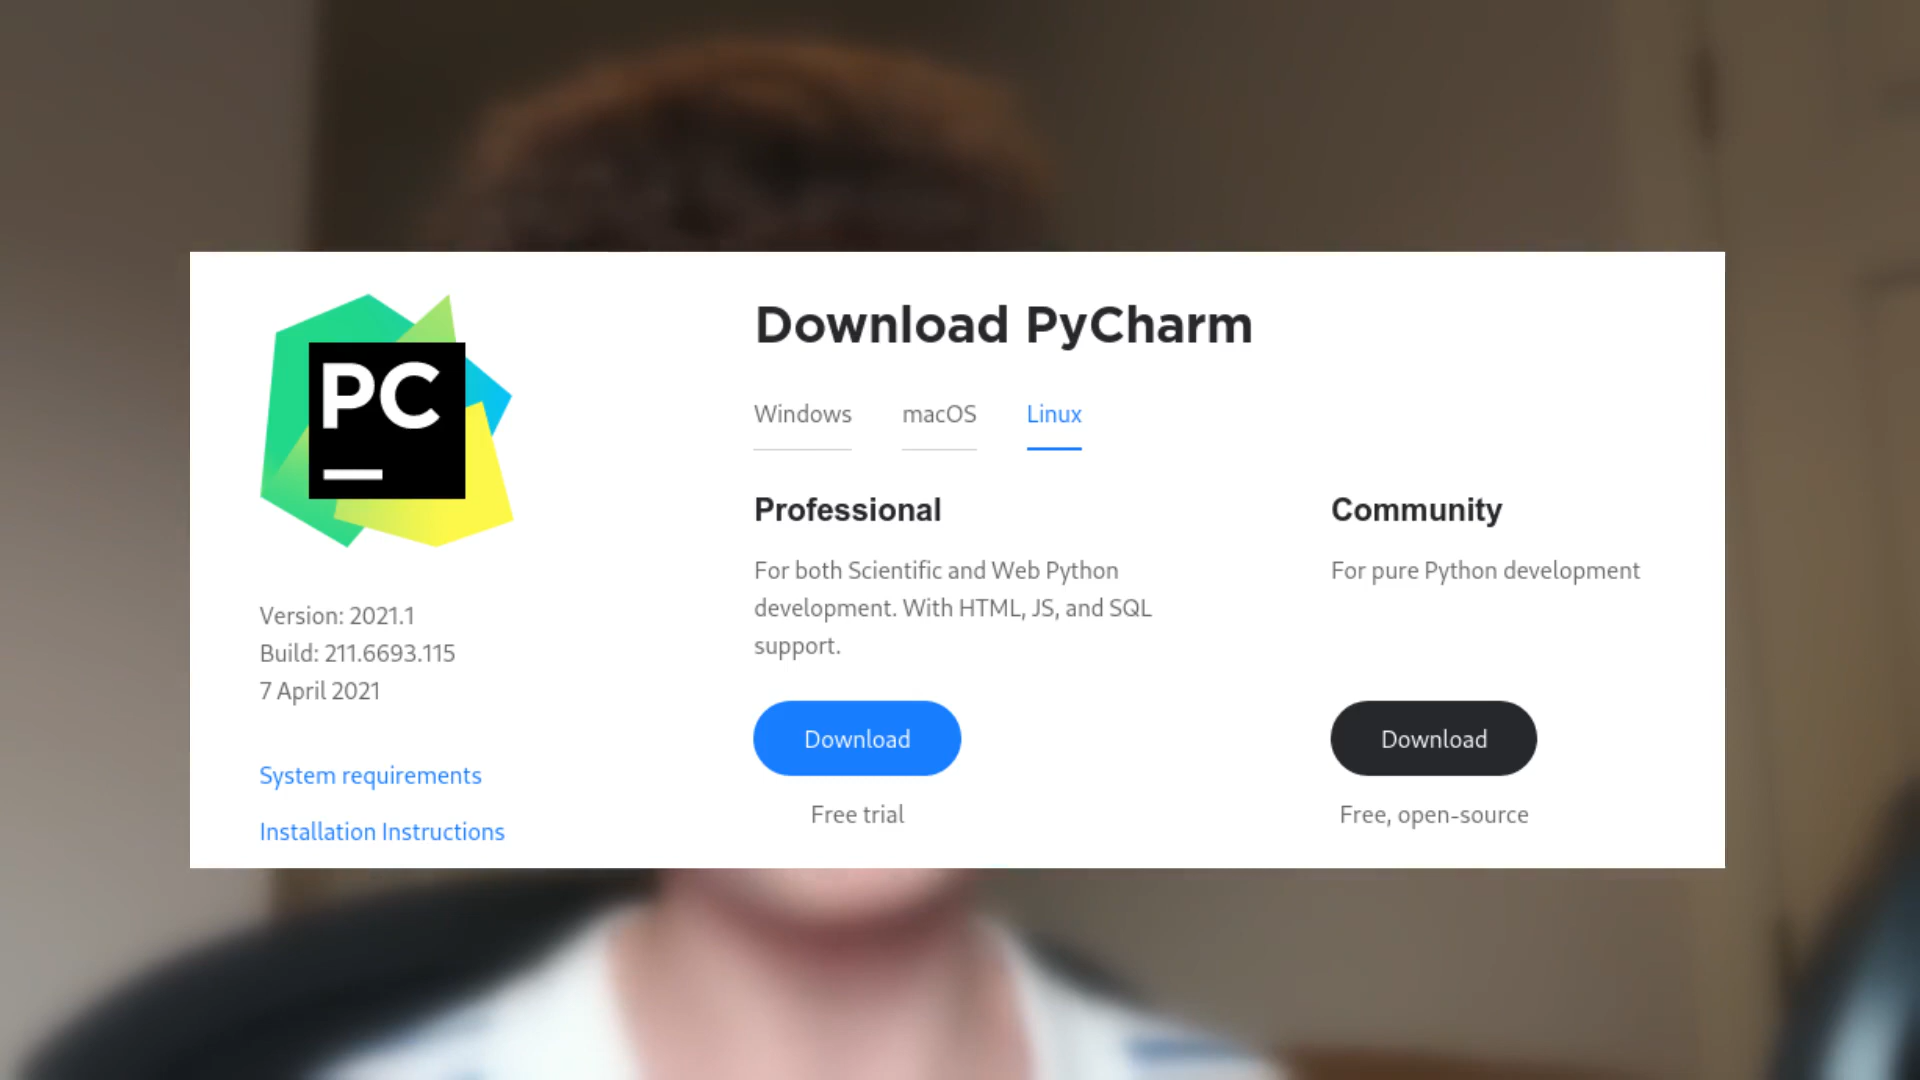 PC
Version: 2021.1
Build: 211.6693.115
7 April 2021
System requirements
Installation Instructions
Download PyCharm
Windows macOS Linux
Professional
For both Scientific and Web Python
development. With HTML, JS, and SQL
support.
Download
Free trial
Community
For pure Python development
Download
Free, open-source